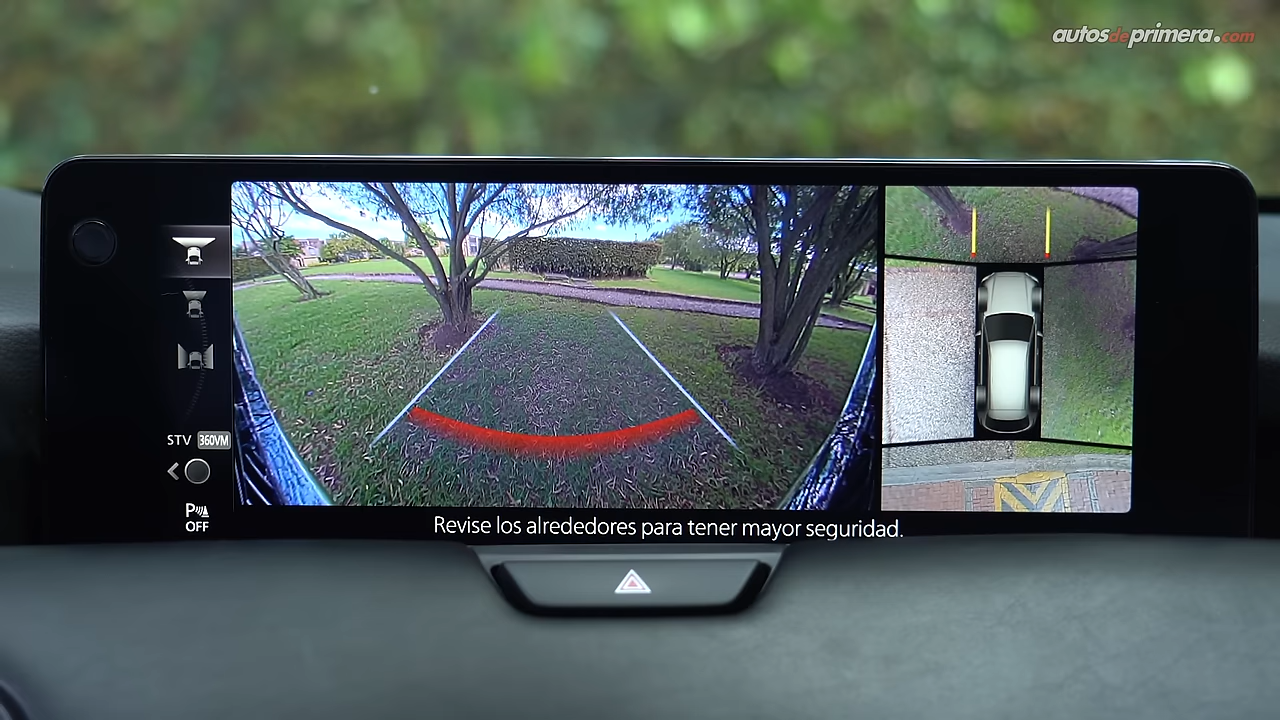 autosdeprimera.com
STV 360VM
P
OFF
Revise los alrededores para tener mayor seguridad.